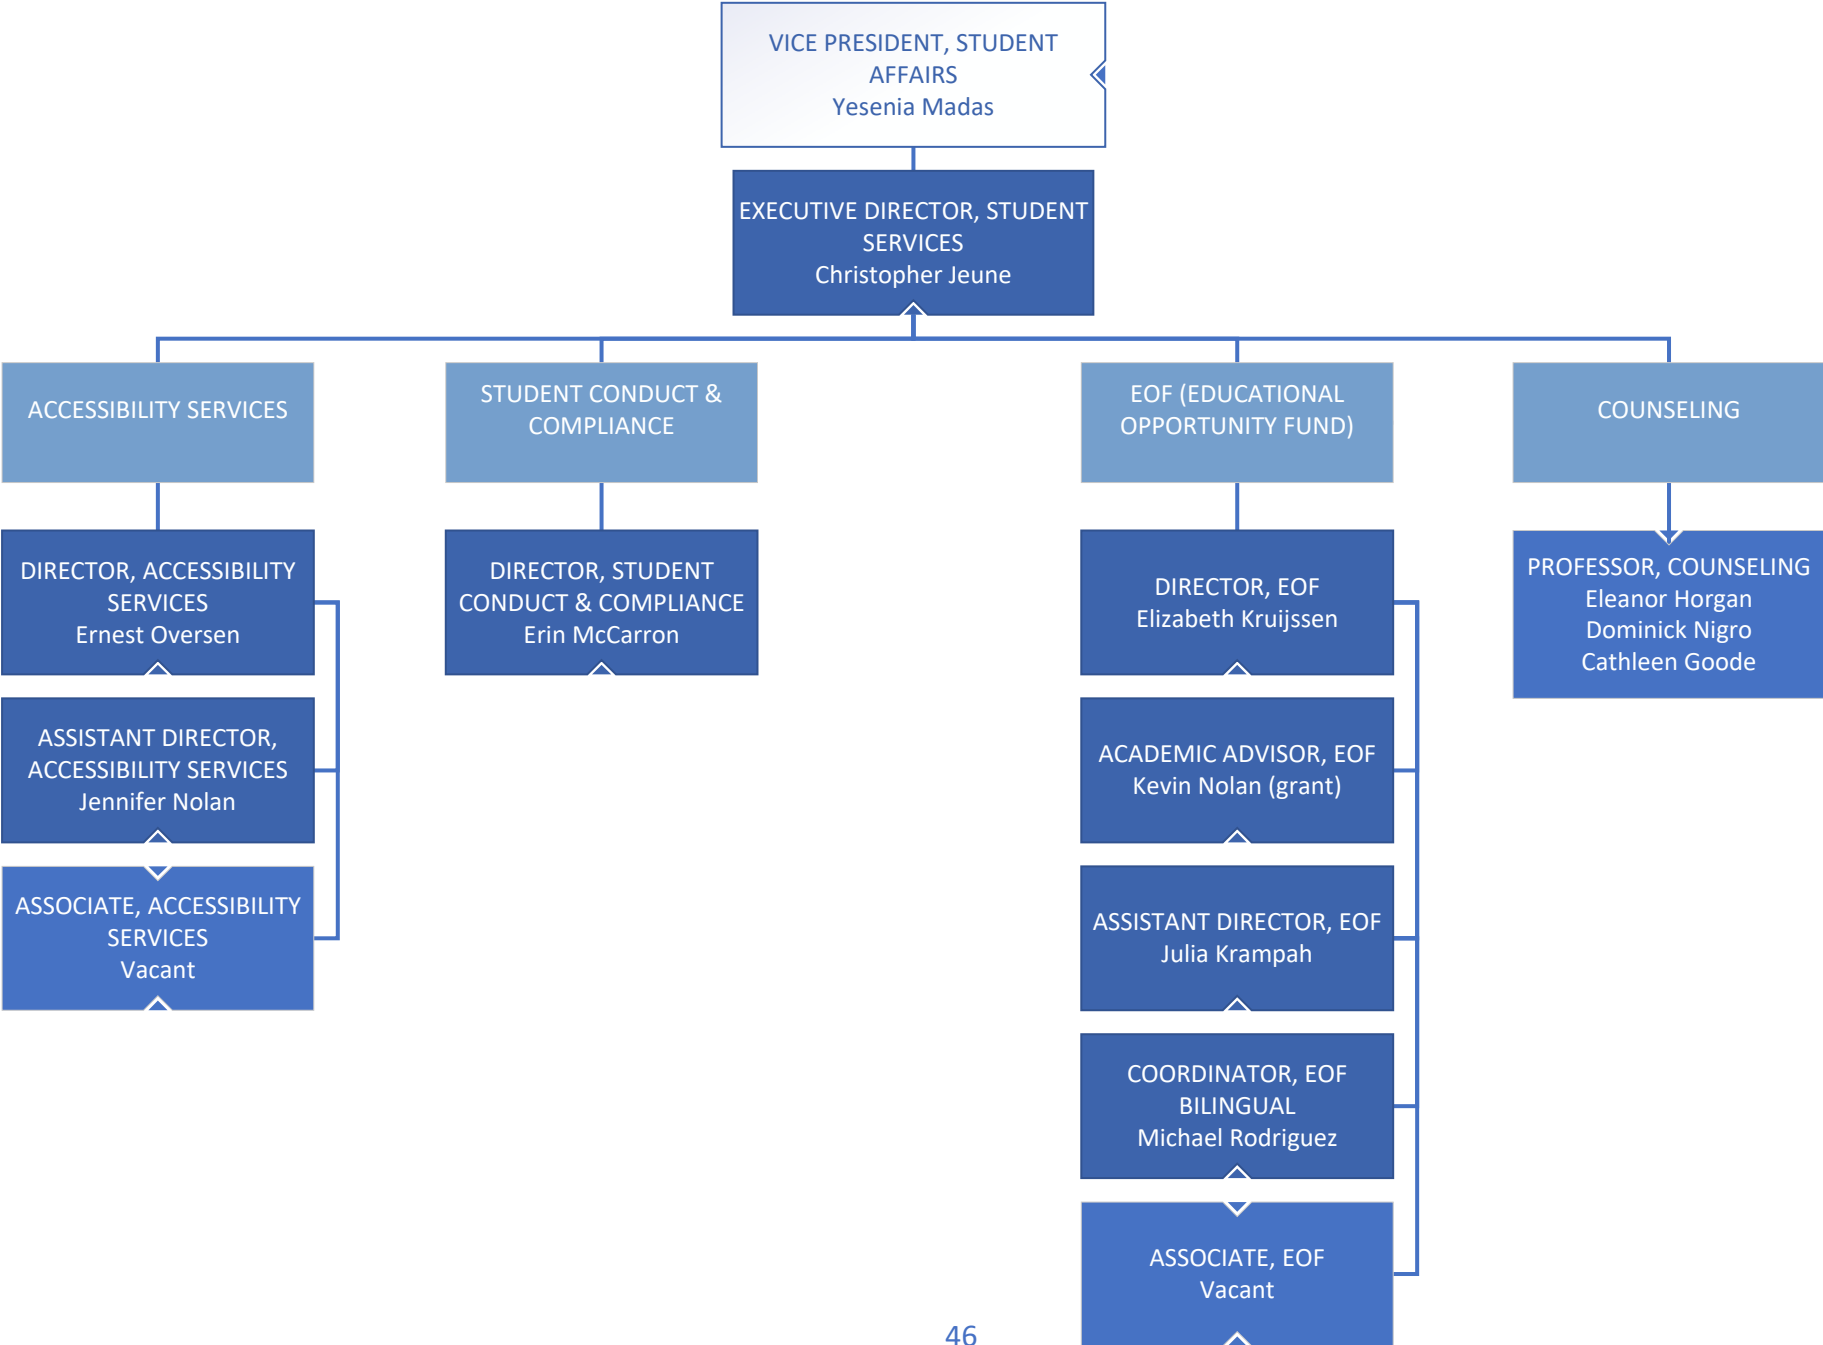 VICE PRESIDENT, STUDENT
AFFAIRS
Yesenia Madas
EXECUTIVE DIRECTOR, STUDENT
SERVICES
Christopher Jeune
ACCESSIBILITY SERVICES
STUDENT CONDUCT &
COMPLIANCE
EOF (EDUCATIONAL
OPPORTUNITY FUND)
COUNSELING
DIRECTOR, ACCESSIBILITY
SERVICES
Ernest Oversen
DIRECTOR, STUDENT
CONDUCT & COMPLIANCE
Erin McCarron
DIRECTOR, EOF
Elizabeth Kruijssen
PROFESSOR, COUNSELING
Eleanor Horgan
Dominick Nigro
Cathleen Goode
ASSISTANT DIRECTOR,
ACCESSIBILITY SERVICES
Jennifer Nolan
ACADEMIC ADVISOR, EOF
Kevin Nolan (grant)
ASSOCIATE, ACCESSIBILITY
SERVICES
Vacant
ASSISTANT DIRECTOR, EOF
Julia Krampah
COORDINATOR, EOF
BILINGUAL
Michael Rodriguez
ASSOCIATE, EOF
Vacant
46